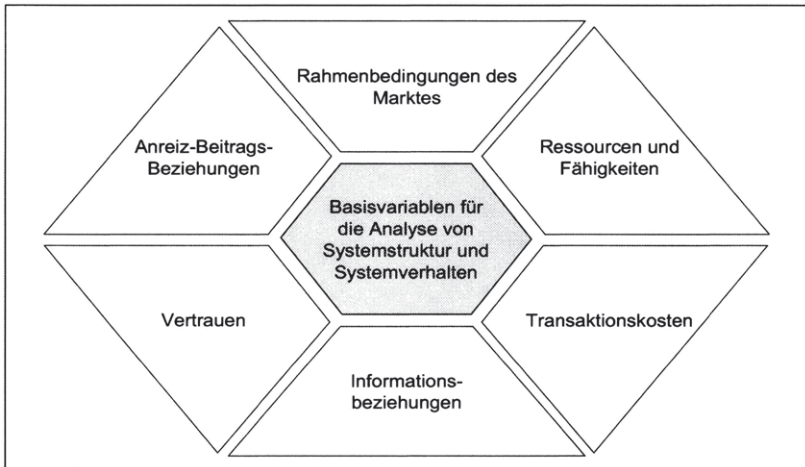 Rahmenbedingungen des
Marktes
Anreiz-Beitrags-
Beziehungen
Ressourcen und
Fähigkeiten
Basisvariablen für
die Analyse von
Systemstruktur und
Systemverhalten
Vertrauen
Transaktionskosten
Informations-
beziehungen